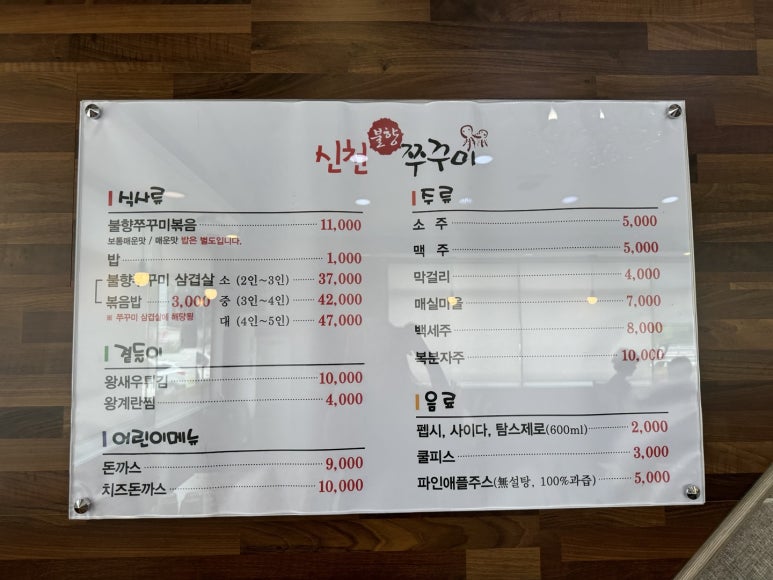 신천 불향 쭈꾸미
식사류
불향쭈꾸미볶음 11,000
보통매운맛 / 매운맛 밥은 별도입니다.
밥 1,000
불향쭈꾸미 삼겹살 소 (2인~3인) 37,000
볶음밥 3,000 중 (3인~4인) 42,000
※ 쭈꾸미 삼겹살에 해당됨 대 (4인~5인) 47,000
곁들이
왕새우튀김 10,000
왕계란찜 4,000
어린이메뉴
돈까스 9,000
치즈돈까스 10,000
주류
소 주 5,000
맥 주 5,000
막걸리 4,000
매실마을 7,000
백세주 8,000
복분자주 10,000
음료
펩시, 사이다, 탐스제로(600ml) 2,000
쿨피스 3,000
파인애플주스(無설탕, 100%과즙) 5,000